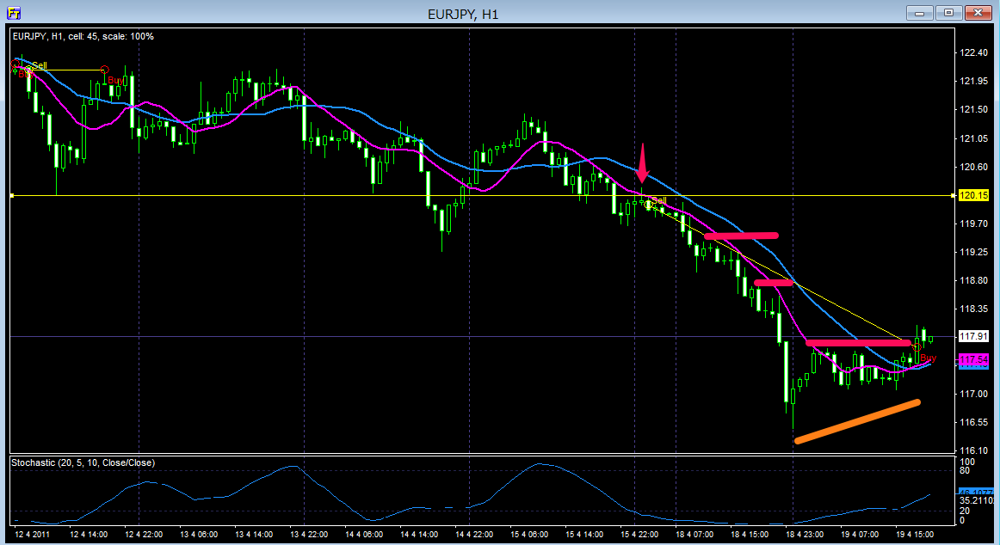 FT
EURJPY, H1
EURJPY, H1, cell: 45, scale: 100%
Sell
Buy
Sell
Buy
122.40
121.95
121.50
121.05
120.60
120.15
119.70
119.25
118.80
118.35
117.91
117.54
117.00
116.55
116.10
Stochastic (20, 5, 10, Close/Close)
100
80
46.1077
35.2110
20
0
12 4 2011
12 4 14:00
12 4 22:00
13 4 06:00
13 4 14:00
13 4 22:00
14 4 06:00
14 4 14:00
14 4 22:00
15 4 06:00
15 4 14:00
15 4 22:00
18 4 07:00
18 4 15:00
18 4 23:00
19 4 07:00
19 4 15:00